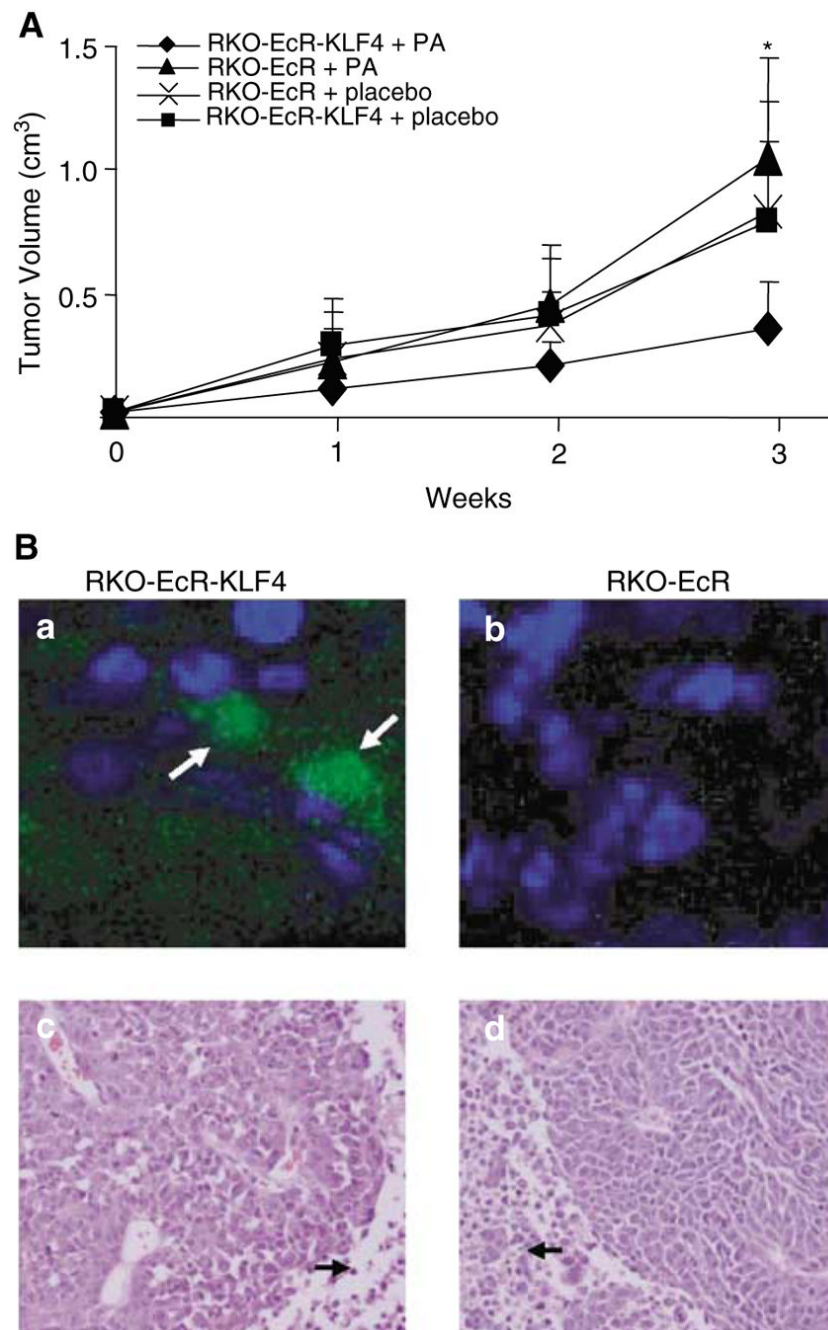 A
1.5
RKO-EcR-KLF4 + PA
RKO-EcR + PA
RKO-EcR + placebo
RKO-EcR-KLF4 + placebo
*
1.0
0.5
Tumor Volume (cm³)
0 1 2 3
Weeks
B
RKO-EcR-KLF4 RKO-EcR
a b
c d